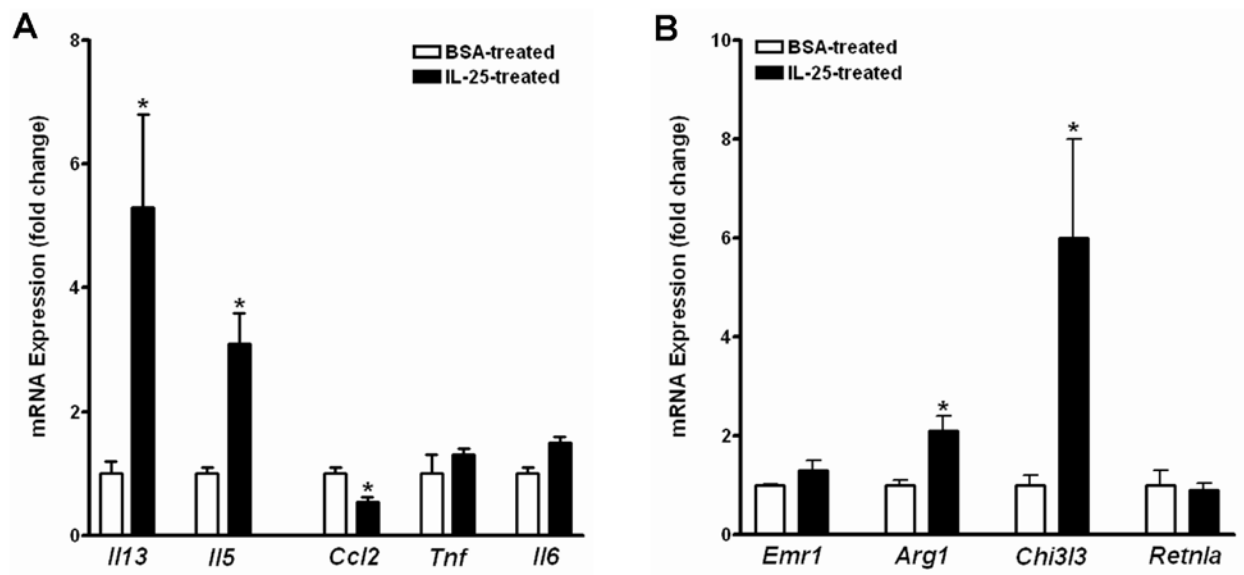 A
mRNA Expression (fold change)
8
6
4
2
0
BSA-treated
IL-25-treated
*
*
*
Il13 Il5 Ccl2 Tnf Il6
B
mRNA Expression (fold change)
10
8
6
4
2
0
BSA-treated
IL-25-treated
*
*
Emr1 Arg1 Chi3l3 Retnla